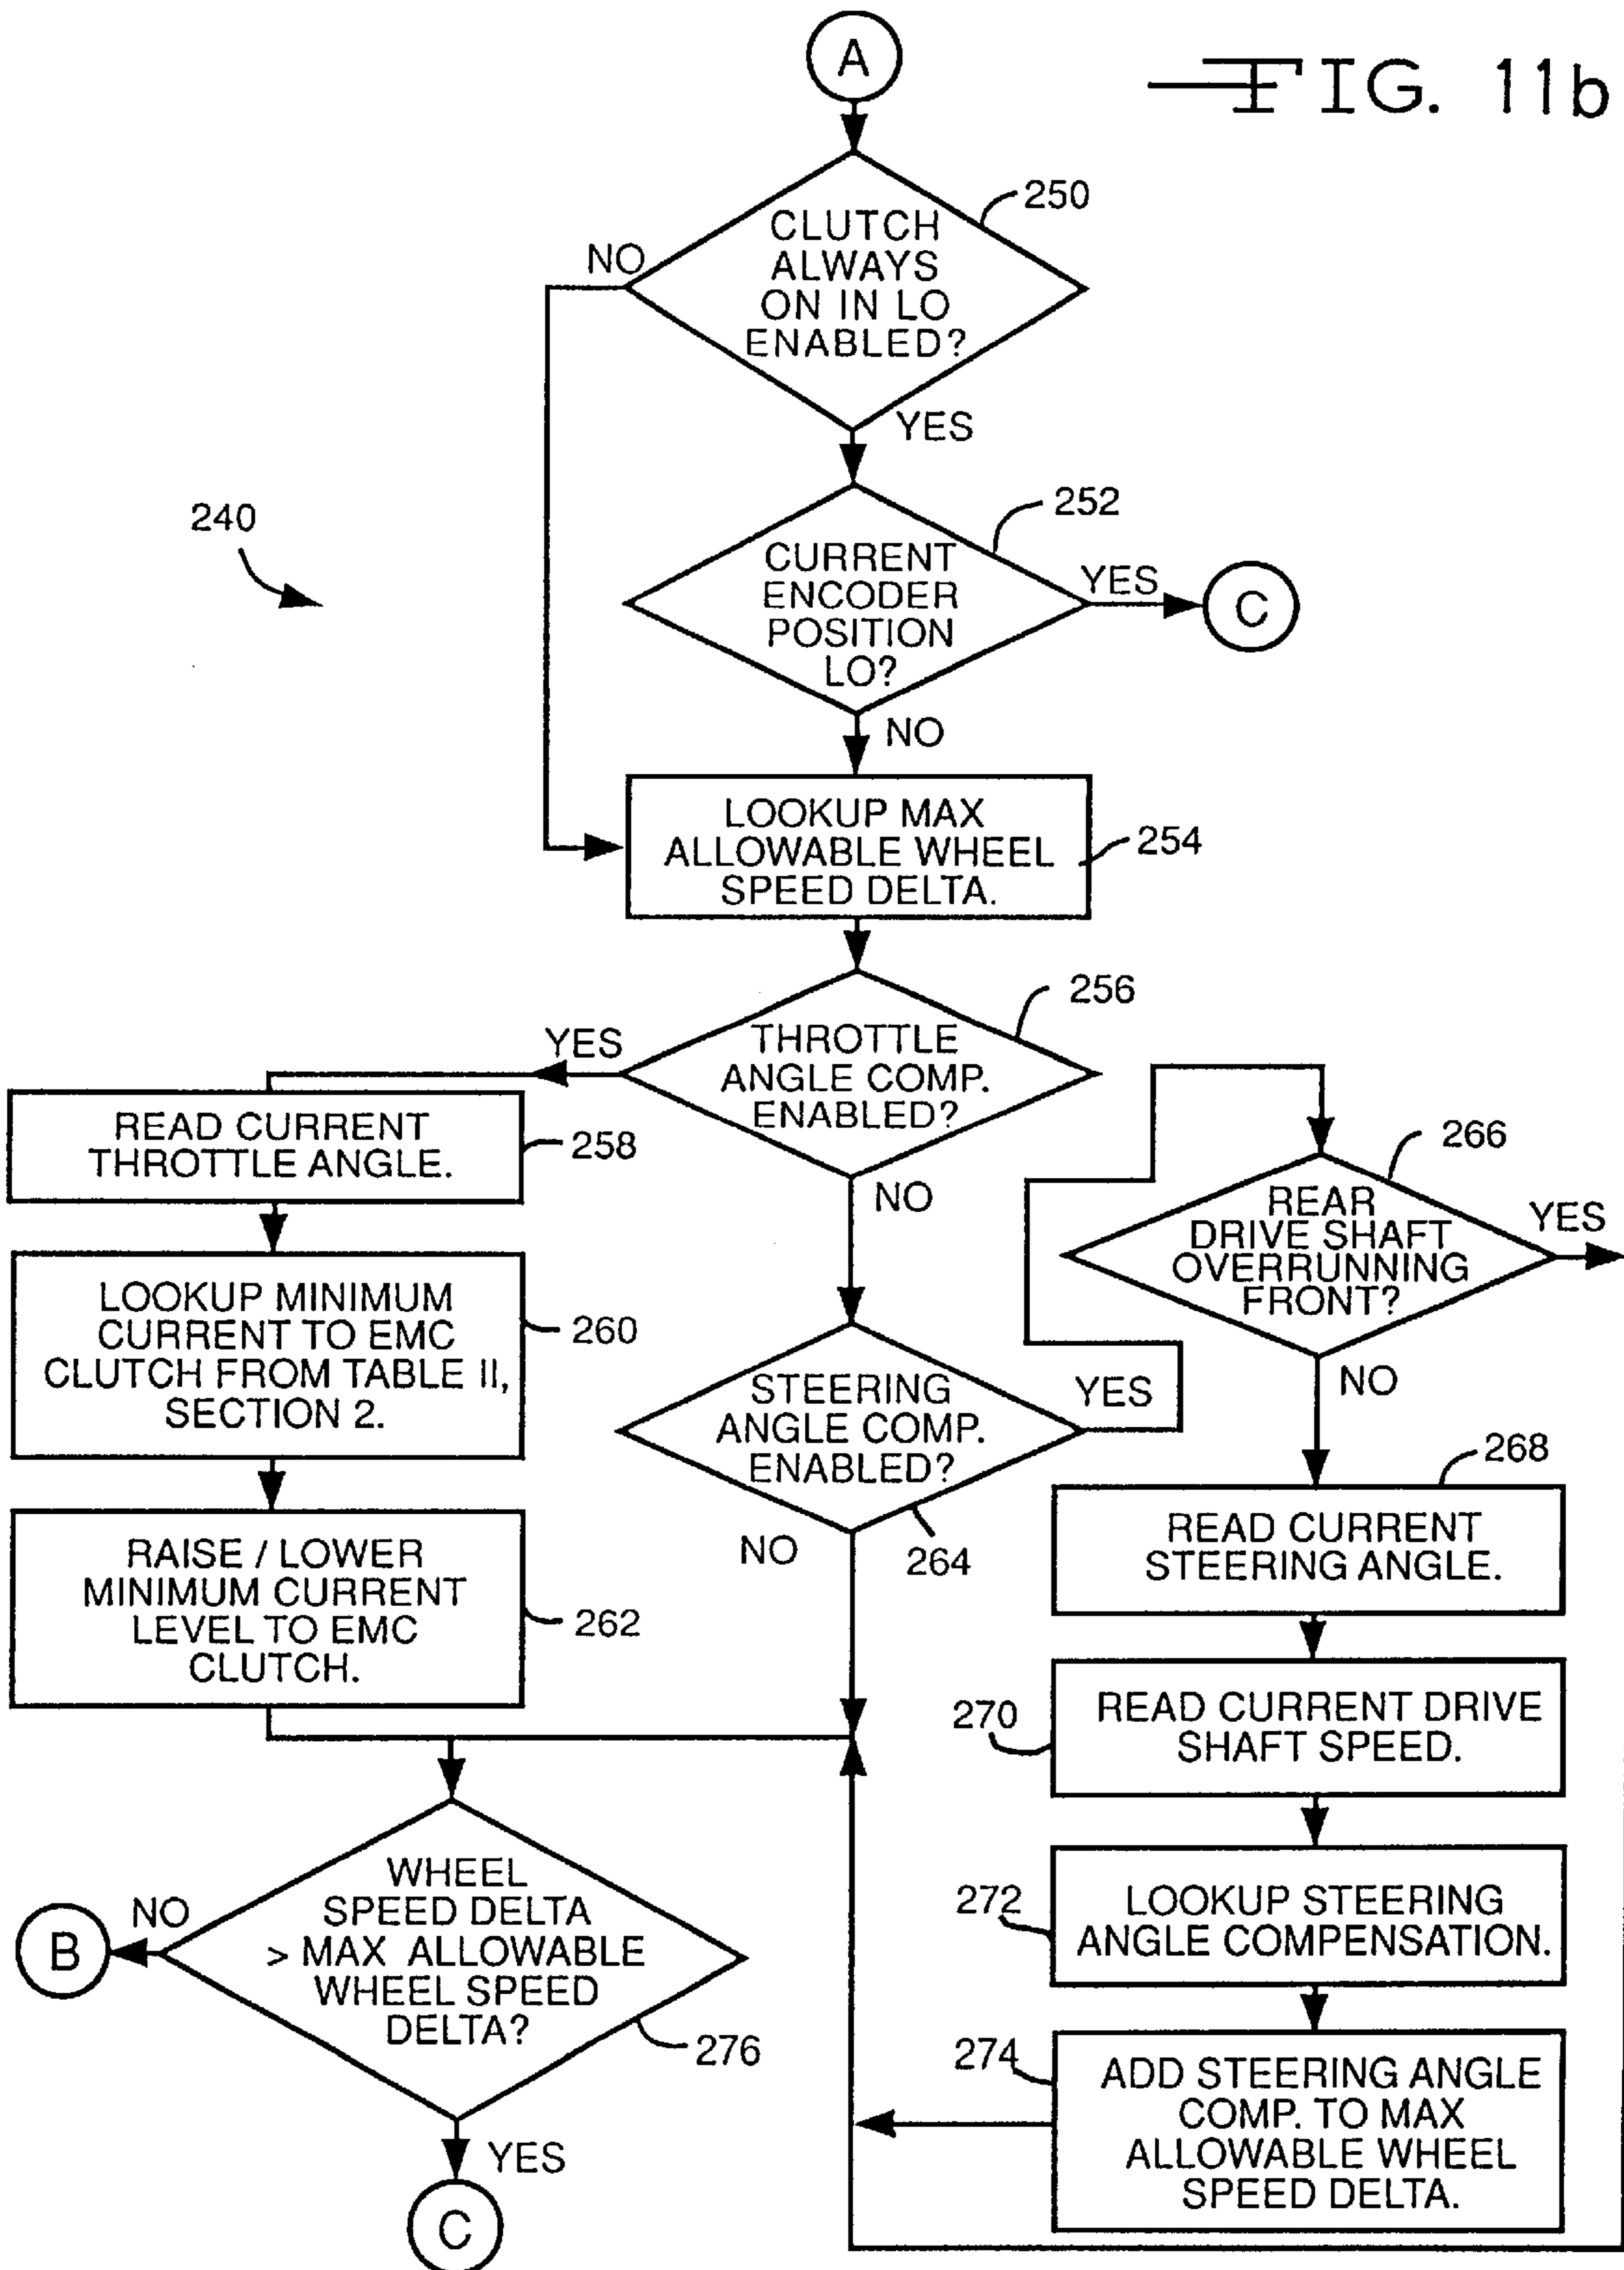 A
FIG. 11b
250
CLUTCH
ALWAYS
ON IN LO
ENABLED?
NO
YES
240
252
CURRENT
ENCODER
POSITION
LO?
YES
C
NO
LOOKUP MAX
ALLOWABLE WHEEL
SPEED DELTA.
254
256
THROTTLE
ANGLE COMP.
ENABLED?
YES
NO
READ CURRENT
THROTTLE ANGLE.
258
266
REAR
DRIVE SHAFT
OVERRUNNING
FRONT?
YES
NO
LOOKUP MINIMUM
CURRENT TO EMC
CLUTCH FROM TABLE II,
SECTION 2.
260
STEERING
ANGLE COMP.
ENABLED?
YES
NO
264
268
READ CURRENT
STEERING ANGLE.
RAISE / LOWER
MINIMUM CURRENT
LEVEL TO EMC
CLUTCH.
262
270
READ CURRENT DRIVE
SHAFT SPEED.
WHEEL
SPEED DELTA
> MAX ALLOWABLE
WHEEL SPEED
DELTA?
NO
B
276
YES
C
272
LOOKUP STEERING
ANGLE COMPENSATION.
274
ADD STEERING ANGLE
COMP. TO MAX
ALLOWABLE WHEEL
SPEED DELTA.